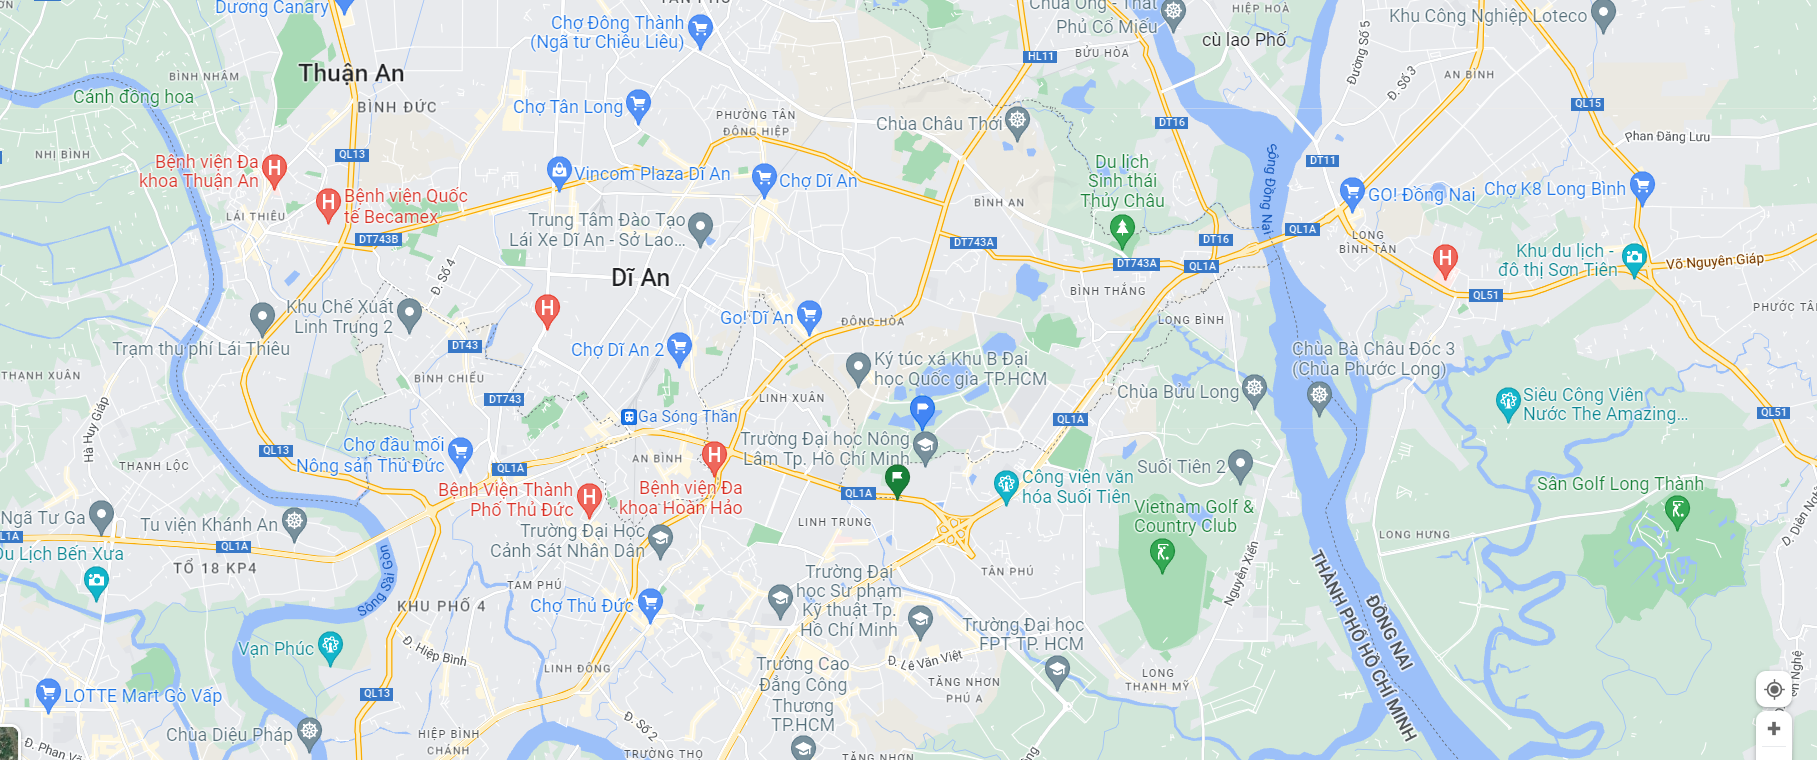 Dương Canary
TÂN PHÚ
Chợ Đông Thành
(Ngã tư Chiêu Liêu)
Chùa Ông - Thất
Phủ Cổ Miếu
HIỆP HOÀ
Khu Công Nghiệp Loteco
BỬU HÒA
cù lao Phố
Đường Số 5
HL11
Thuận An
BÌNH NHÂM
Cánh đồng hoa
BÌNH ĐỨC
Chợ Tân Long
PHƯỜNG TÂN
ĐÔNG HIỆP
Chùa Châu Thới
DT16
Đ. Số 3
AN BÌNH
QL15
Phan Đăng Lưu
NHỊ BÌNH
QL13
Bệnh viện Đa
khoa Thuận An
Bệnh viện Quốc
tế Becamex
LÁI THIÊU
Vincom Plaza Dĩ An
Chợ Dĩ An
Du lịch
Sinh thái
Thủy Châu
DT11
Sông Đồng Nai
GO! Đồng Nai
Chợ K8 Long Bình
BÌNH AN
Trung Tâm Đào Tạo
Lái Xe Dĩ An - Sở Lao...
DT743B
DT743A
DT16
QL1A
LONG
BÌNH TÂN
Khu du lịch -
đô thị Sơn Tiên
Võ Nguyên Giáp
DT743A
QL1A
Đ. Số 4
Dĩ An
BÌNH THẮNG
QL51
Khu Chế Xuất
Linh Trung 2
Trạm thu phí Lái Thiêu
Go! Dĩ An
ĐÔNG HÒA
LONG BÌNH
PHƯỚC TÂN
DT43
Chợ Dĩ An 2
Ký túc xá Khu B Đại
học Quốc gia TP.HCM
Chùa Bà Châu Đốc 3
(Chùa Phước Long)
THẠNH XUÂN
BÌNH CHIỂU
DT743
LINH XUÂN
Chùa Bửu Long
Siêu Công Viên
Nước The Amazing...
QL51
Hà Huy Giáp
Ga Sóng Thần
QL1A
QL13
Chợ đầu mối
Nông sản Thủ Đức
Trường Đại học Nông
Lâm Tp. Hồ Chí Minh
THẠNH LỘC
QL1A
AN BÌNH
Suối Tiên 2
Bệnh Viện Thành
Phố Thủ Đức
Bệnh viện Đa
khoa Hoàn Hảo
QL1A
Công viên văn
hóa Suối Tiên
Sân Golf Long Thành
Ngã Tư Ga
Tu viện Khánh An
Trường Đại Học
Cảnh Sát Nhân Dân
LINH TRUNG
Vietnam Golf &
Country Club
LONG HƯNG
QL1A
Du Lịch Bến Xưa
TỔ 18 KP4
TÂN PHÚ
Nguyễn Xiển
Sông Sài Gòn
TAM PHÚ
KHU PHỐ 4
Chợ Thủ Đức
Trường Đại
học Sư phạm
Kỹ thuật Tp.
Hồ Chí Minh
Trường Đại học
FPT TP. HCM
THÀNH PHỐ HỒ CHÍ MINH
ĐỒNG NAI
Vạn Phúc
Đ. Hiệp Bình
LINH ĐÔNG
Trường Cao
Đẳng Công
Thương
TP.HCM
Đ. Lê Văn Việt
TĂNG NHƠN
PHÚ A
LONG
THẠNH MỸ
LOTTE Mart Gò Vấp
QL13
Chùa Diệu Pháp
HIỆP BÌNH
CHÁNH
Đ. Số 2
TRƯỜNG THỌ
TĂNG NHƠN